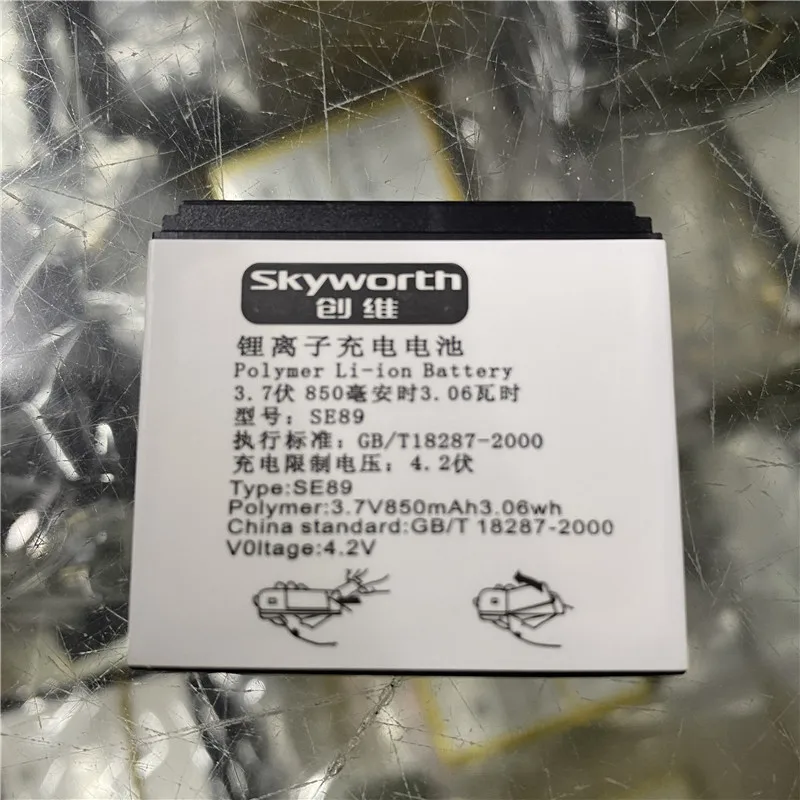 Skyworth
创维
锂离子充电电池
Polymer Li-ion Battery
3.7伏 850毫安时3.06瓦时
型号: SE89
执行标准: GB/T18287-2000
充电限制电压: 4.2伏
Type:SE89
Polymer:3.7V850mAh3.06wh
China standard:GB/T 18287-2000
V0ltage:4.2V